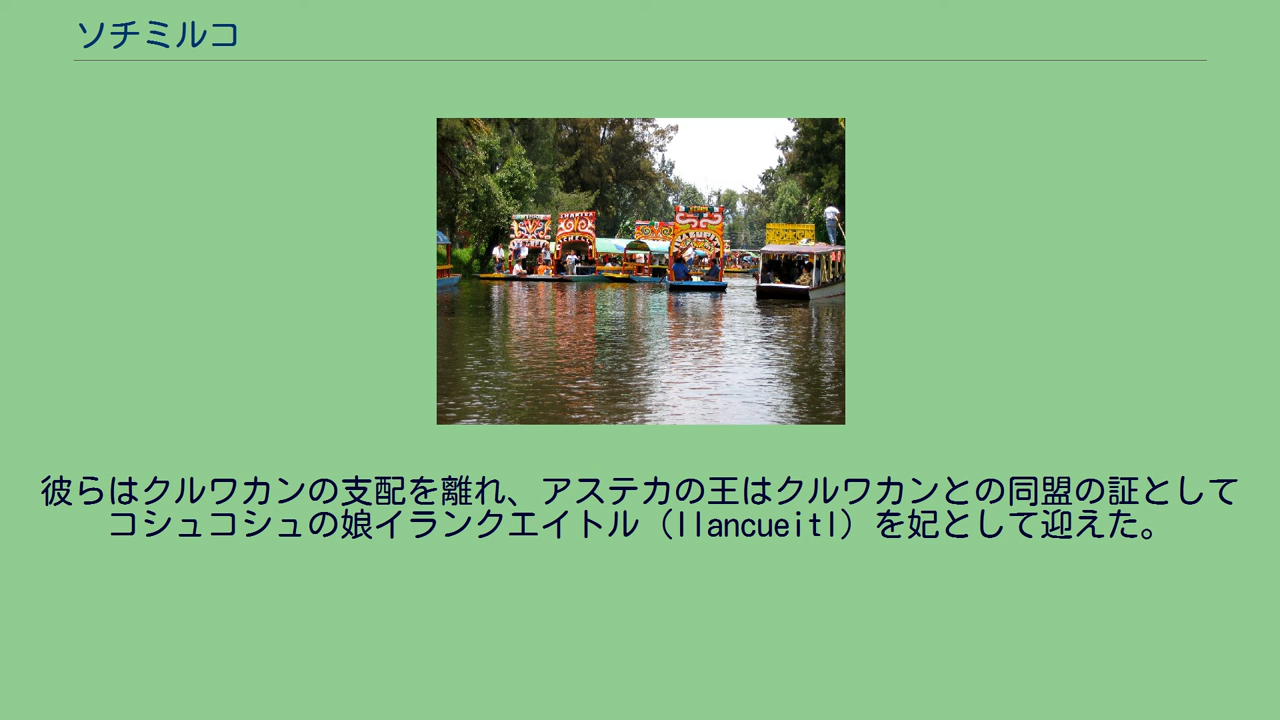 ソチミルコ
彼らはクルワカンの支配を離れ、アステカの王はクルワカンとの同盟の証として
コシュコシュの娘イランクエイトル（Ilancueitl）を妃として迎えた。